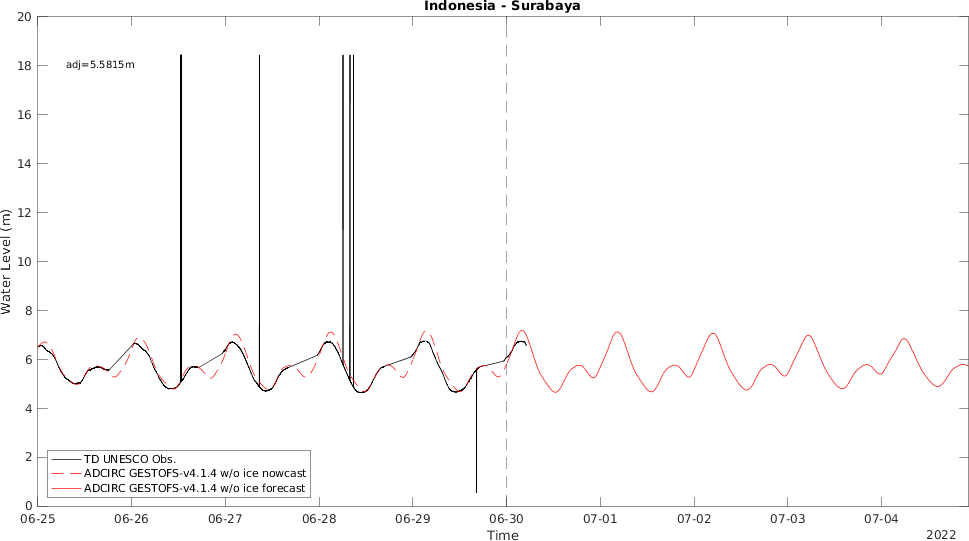 Indonesia - Surabaya
20
18
16
14
12
10
8
6
4
2
0
adj=5.5815m
Water Level (m)
TD UNESCO Obs.
ADCIRC GESTOFS-v4.1.4 w/o ice nowcast
ADCIRC GESTOFS-v4.1.4 w/o ice forecast
06-25 06-26 06-27 06-28 06-29 06-30 07-01 07-02 07-03 07-04
Time
2022